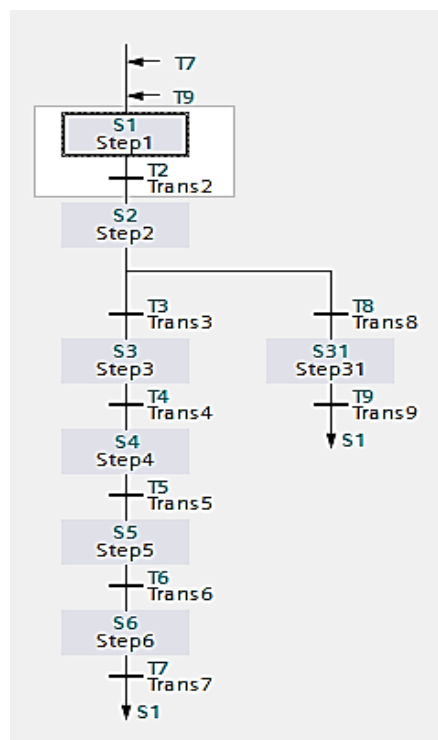 T7
T9
S1
Step1
T2
Trans2
S2
Step2
T3
Trans3
T8
Trans8
S3
Step3
S31
Step31
T4
Trans4
T9
Trans9
S4
Step4
S1
T5
Trans5
S5
Step5
T6
Trans6
S6
Step6
T7
Trans7
S1